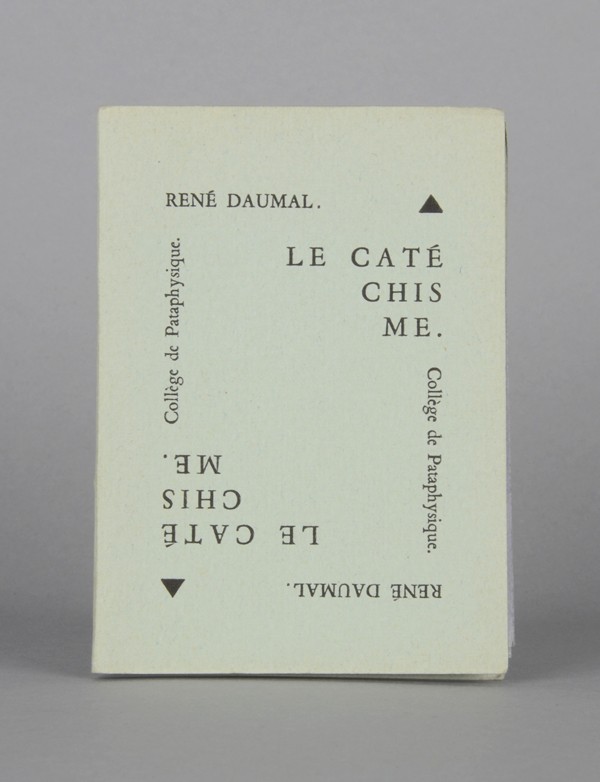 RENÉ DAUMAL.
LE CATÉ
CHIS
ME.
Collège de Pataphysique.
Collège de Pataphysique.
RENÉ DAUMAL.
LE CATÉ
CHIS
ME.